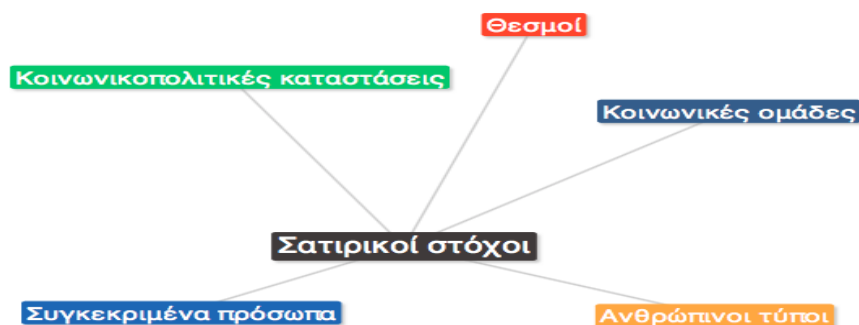 Θεσμοί
Κοινωνικοπολιτικές καταστάσεις
Κοινωνικές ομάδες
Σατιρικοί στόχοι
Συγκεκριμένα πρόσωπα
Ανθρώπινοι τύποι